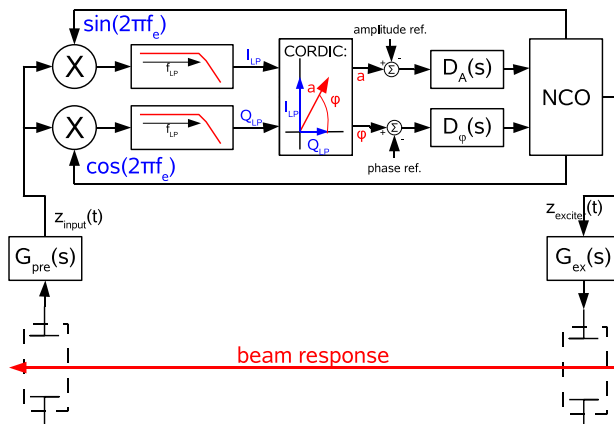 sin(2πfe)
amplitude ref.
X
fLP
ILP
CORDIC:
a
ILP
φ
QLP
a
+
-
Σ
DA(s)
NCO
X
fLP
QLP
φ
+
-
Σ
Dφ(s)
cos(2πfe)
phase ref.
zinput(t)
zexciter(t)
Gpre(s)
Gex(s)
beam response